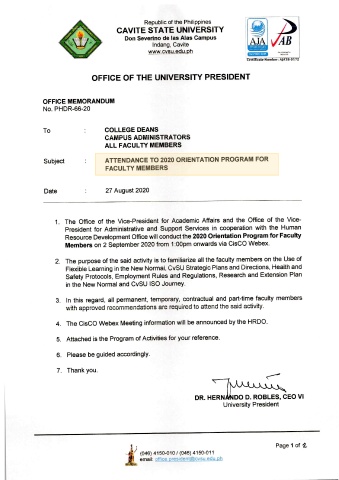 Republic of the Philippines
CAVITE STATE UNIVERSITY
Don Severino de las Alas Campus
Indang, Cavite
www.cvsu.edu.ph
AJA
JAB
OFFICE OF THE UNIVERSITY PRESIDENT
OFFICE MEMORANDUM
No. PHDR-66-20
To : COLLEGE DEANS
CAMPUS ADMINISTRATORS
ALL FACULTY MEMBERS
Subject : ATTENDANCE TO 2020 ORIENTATION PROGRAM FOR
FACULTY MEMBERS
Date : 27 August 2020
1. The Office of the Vice-President for Academic Affairs and the Office of the Vice-
President for Administrative and Support Services in cooperation with the Human
Resource Development Office will conduct the 2020 Orientation Program for Faculty
Members on 2 September 2020 from 1:00pm onwards via CisCO Webex.
2. The purpose of the said activity is to familiarize all the faculty members on the Use of
Flexible Learning in the New Normal, CvSU Strategic Plans and Directions, Health and
Safety Protocols, Employment Rules and Regulations, Research and Extension Plan
in the New Normal and CvSU ISO Journey.
3. In this regard, all permanent, temporary, contractual and part-time faculty members
with approved recommendations are required to attend the said activity.
4. The CisCO Webex Meeting information will be announced by the HRDO.
5. Attached is the Program of Activities for your reference.
6. Please be guided accordingly.
7. Thank you.
DR. HERNANDO D. ROBLES, CEO VI
University President
Page 1 of 2
(046) 4150-010 / (046) 4150-011
email: office.president@cvsu.edu.ph